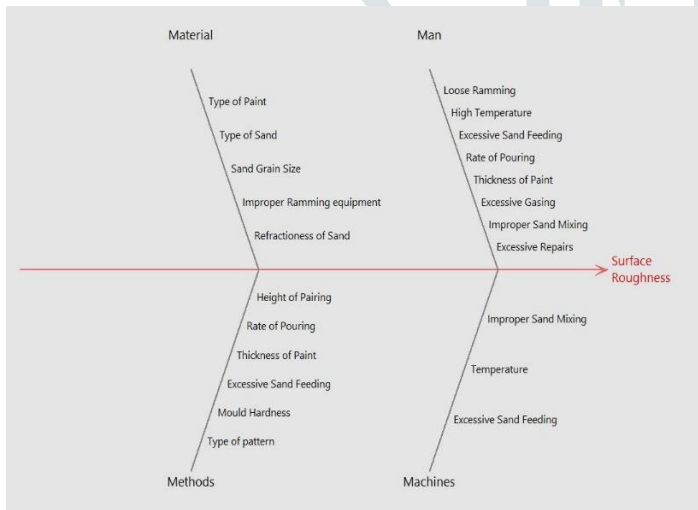 Material
Man
Type of Paint
Type of Sand
Sand Grain Size
Improper Ramming equipment
Refractioness of Sand
Loose Ramming
High Temperature
Excessive Sand Feeding
Rate of Pouring
Thickness of Paint
Excessive Gasing
Improper Sand Mixing
Excessive Repairs
Surface
Roughness
Height of Pairing
Rate of Pouring
Thickness of Paint
Excessive Sand Feeding
Mould Hardness
Type of pattern
Improper Sand Mixing
Temperature
Excessive Sand Feeding
Methods
Machines